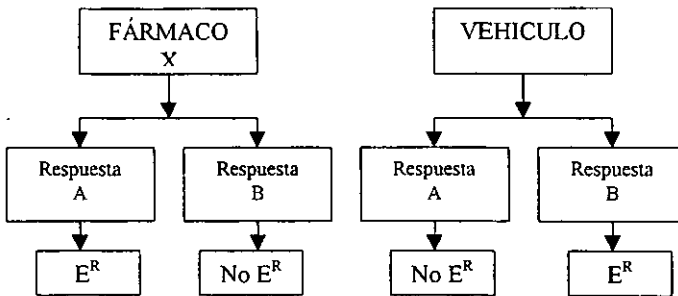 FÁRMACO
X
VEHICULO
Respuesta
A
Respuesta
B
Respuesta
A
Respuesta
B
E^R
No E^R
No E^R
E^R